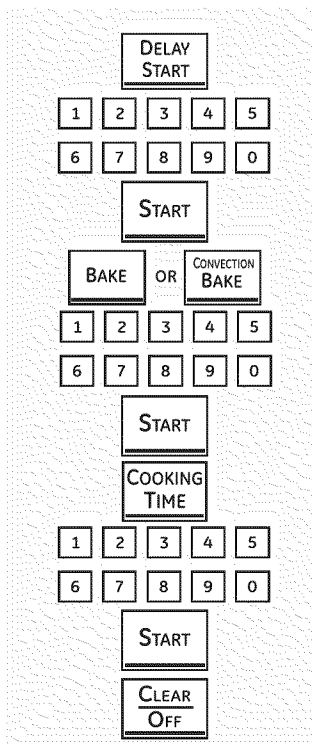 DELAY
START
1 2 3 4 5
6 7 8 9 0
START
BAKE OR CONVECTION BAKE
1 2 3 4 5
6 7 8 9 0
START
COOKING
TIME
1 2 3 4 5
6 7 8 9 0
START
CLEAR
OFF